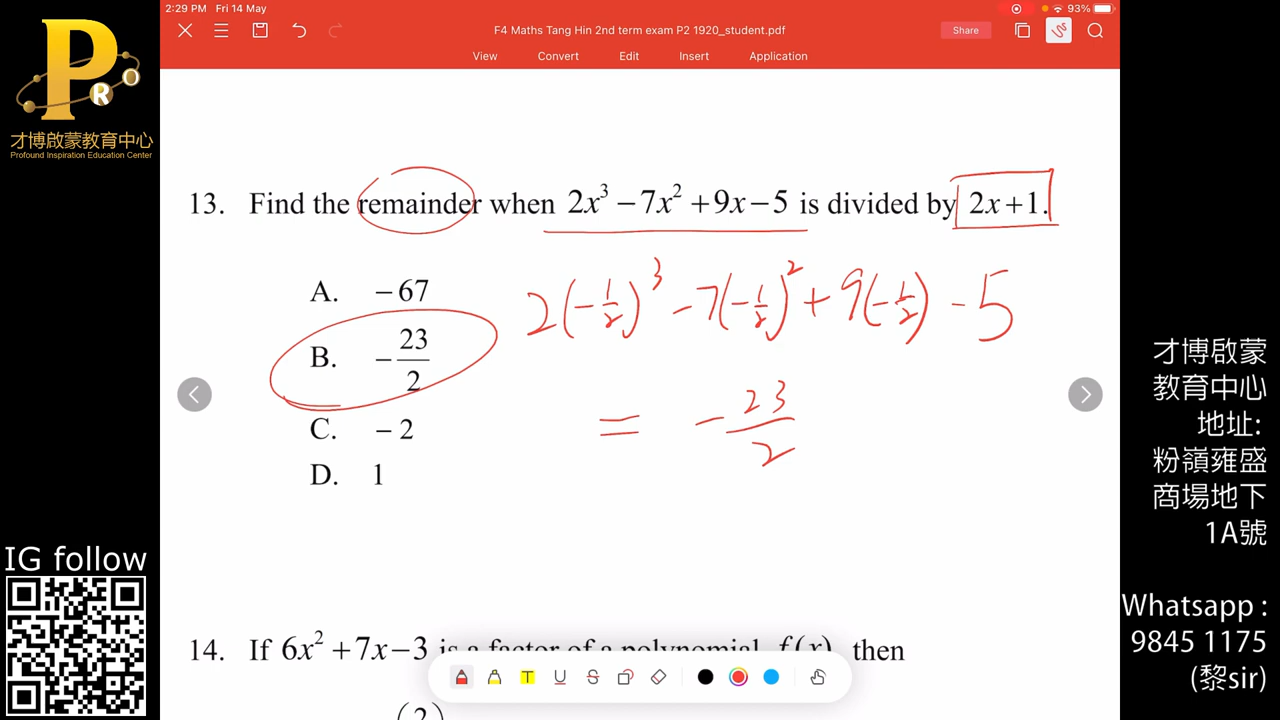 2:29 PM Fri 14 May
93%
F4 Maths Tang Hin 2nd term exam P2 1920_student.pdf
Share
View Convert Edit Insert Application
PRO
才博啟蒙教育中心
Profound Inspiration Education Center
13. Find the remainder when 2x³ − 7x² + 9x − 5 is divided by 2x + 1.
A. − 67
B. − 23/2
C. − 2
D. 1
2(−1/2)³ − 7(−1/2)² + 9(−1/2) − 5
= − 23/2
14. If 6x² + 7x − 3 is a factor of a polynomial f(x), then
T U S
IG follow
才博啟蒙
教育中心
地址:
粉嶺雍盛
商場地下
1A號
Whatsapp :
9845 1175
(黎sir)